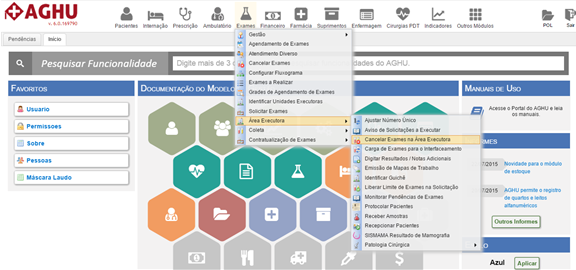 AGHU
v. 6.0.168792
Pacientes Internação Prescrição Ambulatório Exames Financeiro Farmácia Suprimentos Enfermagem Cirurgias PDT Indicadores Outros Módulos POL Sair
Pendências Início
Pesquisar Funcionalidade Digite mais de 3
des do AGHU.
Favoritos
Usuario
Permissoes
Sobre
Pessoas
Máscara Laudo
Documentação do Modelo
Gestão
Agendamento de Exames
Atendimento Diverso
Cancelar Exames
Configurar Fluxograma
Exames a Realizar
Grades de Agendamento de Exames
Identificar Unidades Executoras
Solicitar Exames
Área Executora
Coleta
Contratualização de Exames
Ajustar Número Único
Aviso de Solicitações a Executar
Cancelar Exames na Área Executora
Carga de Exames para o Interfaceamento
Digitar Resultados / Notas Adicionais
Emissão de Mapas de Trabalho
Identificar Guichê
Liberar Limite de Exames na Solicitação
Monitorar Pendências de Exames
Protocolar Pacientes
Receber Amostras
Recepcionar Pacientes
SISMAMA Resultado de Mamografia
Patologia Cirúrgica
Manuais de Uso
Acesse o Portal do AGHU e leia
os manuais.
ormes
/2015 Novidade para o módulo
de estoque
/2015 AGHU permite o registro
de quartos e leitos
alfanuméricos
Outros Informes
Azul Aplicar